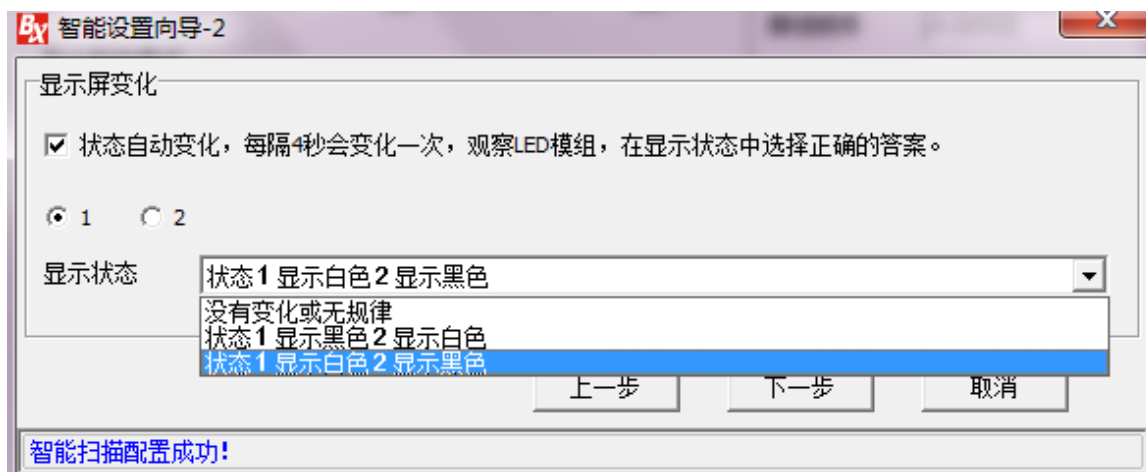 BX 智能设置向导-2
X
显示屏变化
状态自动变化，每隔4秒会变化一次，观察LED模组，在显示状态中选择正确的答案。
1 2
显示状态 状态1 显示白色2 显示黑色
没有变化或无规律
状态1 显示黑色2 显示白色
状态1 显示白色2 显示黑色
上一步 下一步 取消
智能扫描配置成功!